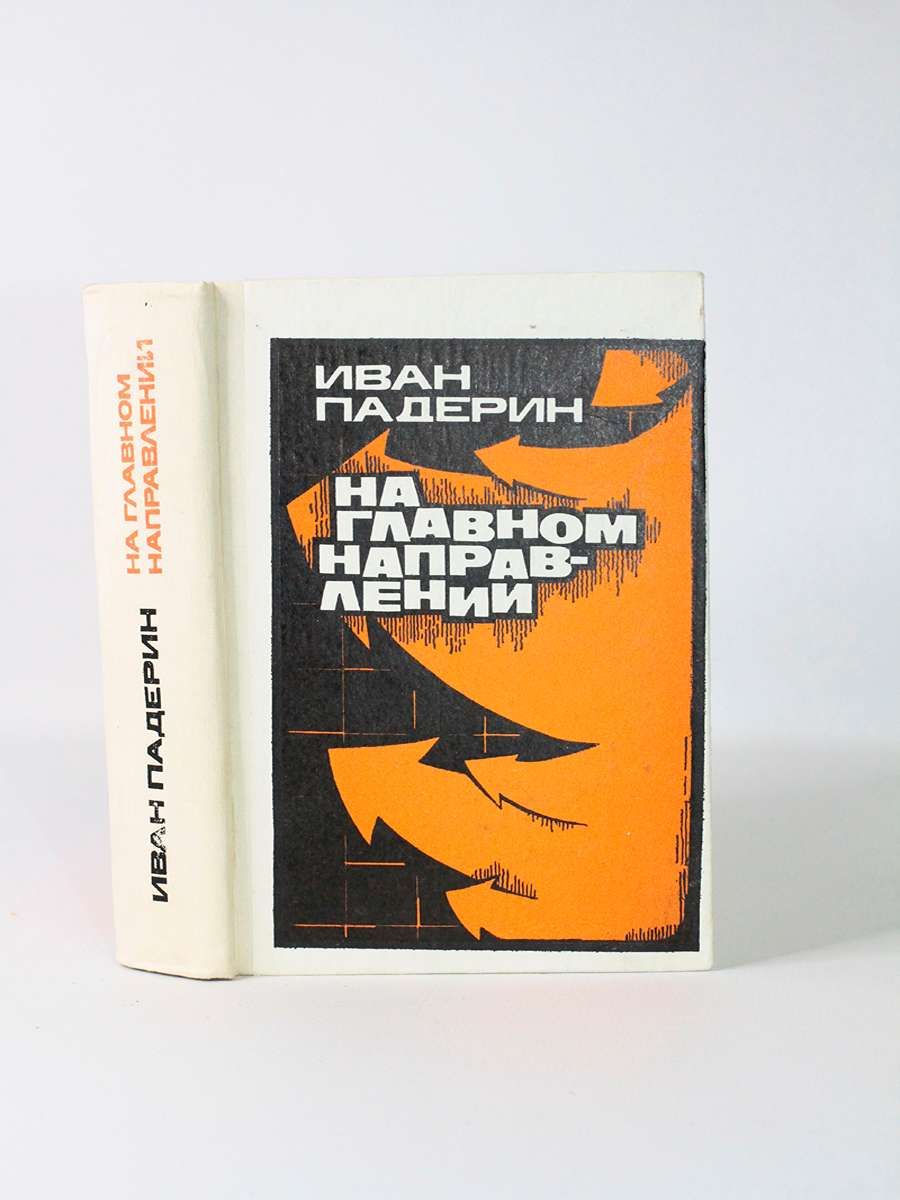 ИВАН ПАДЕРИН
НА ГЛАВНОМ
НАПРАВЛЕНИИ
ИВАН
ПАДЕРИН
НА
ГЛАВНОМ
НАПРАВ-
ЛЕНИИ